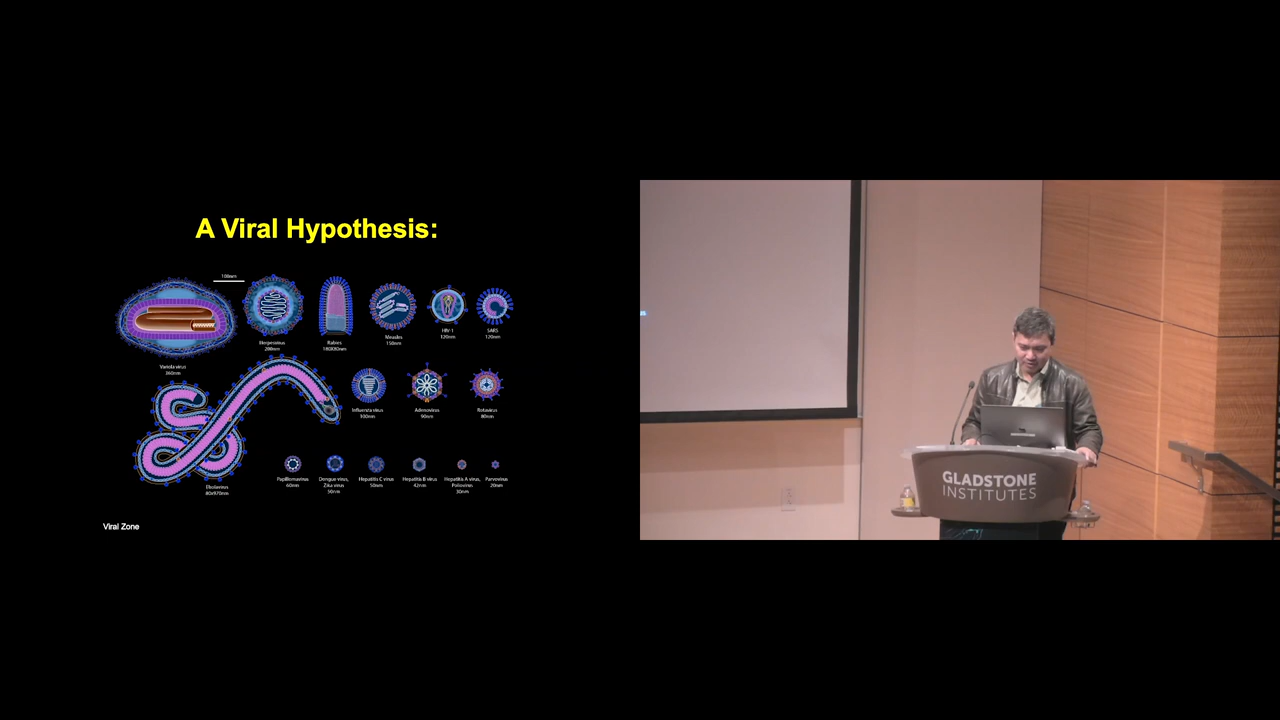 A Viral Hypothesis:
100nm
Variola virus
360nm
Herpesvirus
200nm
Rabies
180X80nm
Measles
150nm
HIV-1
120nm
SARS
120nm
Influenza virus
100nm
Adenovirus
90nm
Rotavirus
80nm
Ebolavirus
80x970nm
Papillomavirus
60nm
Dengue virus,
Zika virus
50nm
Hepatitis C virus
50nm
Hepatitis B virus
42nm
Hepatitis A virus,
Poliovirus
30nm
Parvovirus
20nm
Viral Zone
GLADSTONE
INSTITUTES